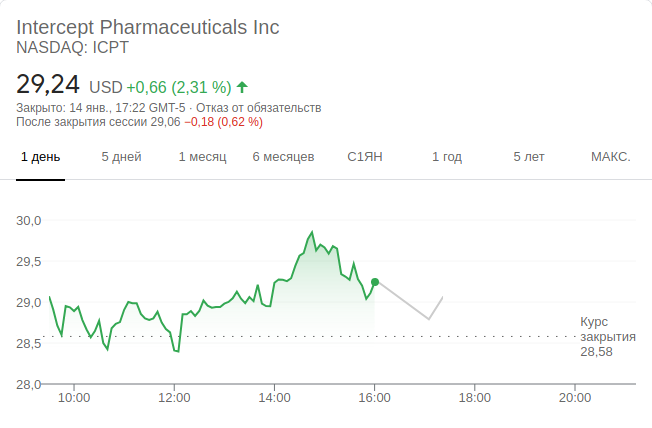 Intercept Pharmaceuticals Inc
NASDAQ: ICPT
29,24 USD +0,66 (2,31 %)
Закрыто: 14 янв., 17:22 GMT-5 · Отказ от обязательств
После закрытия сессии 29,06 −0,18 (0,62 %)
1 день 5 дней 1 месяц 6 месяцев С1ЯН 1 год 5 лет МАКС.
30,0
29,5
29,0
Курс
закрытия
28,5
28,58
28,0
10:00 12:00 14:00 16:00 18:00 20:00